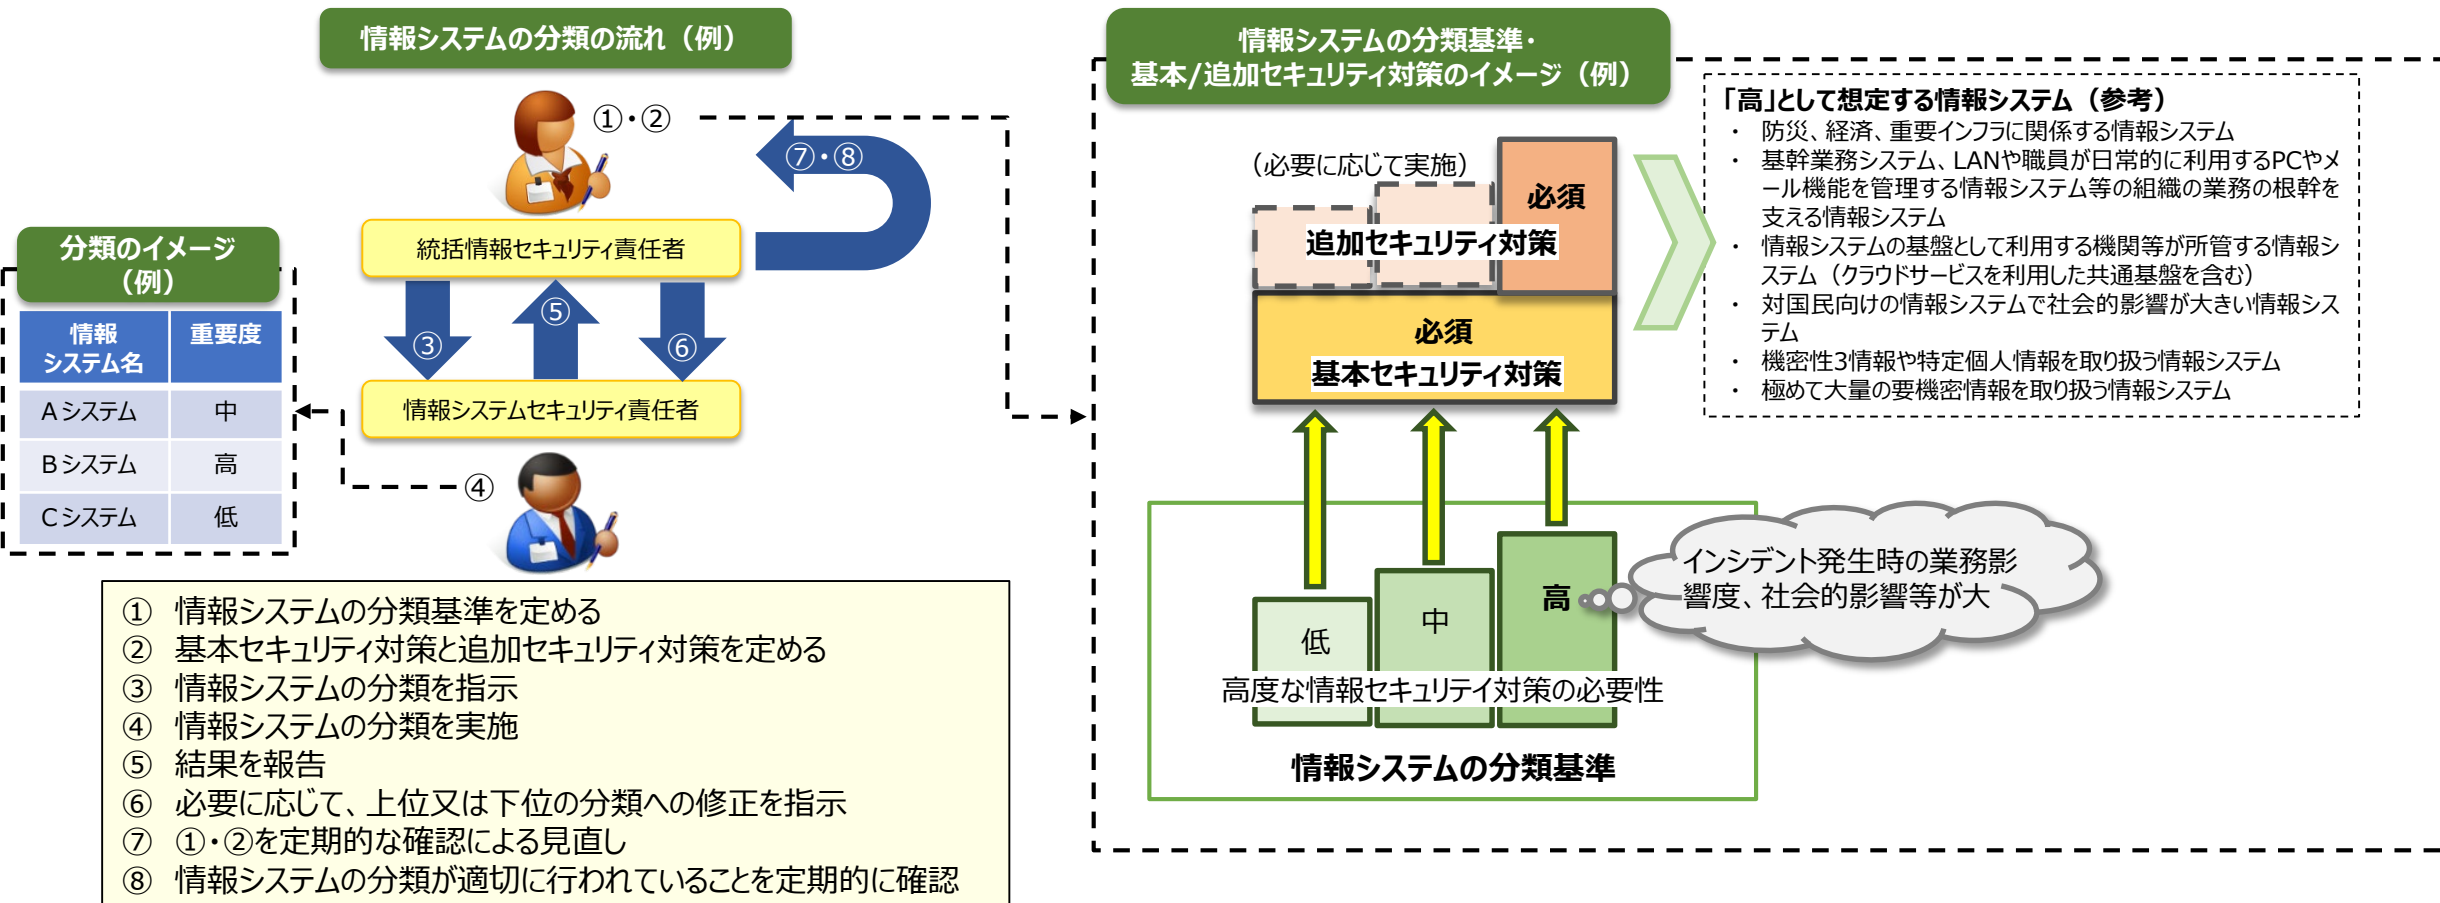 情報システムの分類の流れ（例）
①・②
⑦・⑧
統括情報セキュリティ責任者
③
⑤
⑥
情報システムセキュリティ責任者
④
分類のイメージ
（例）
情報
システム名
重要度
Aシステム 中
Bシステム 高
Cシステム 低
① 情報システムの分類基準を定める
② 基本セキュリティ対策と追加セキュリティ対策を定める
③ 情報システムの分類を指示
④ 情報システムの分類を実施
⑤ 結果を報告
⑥ 必要に応じて、上位又は下位の分類への修正を指示
⑦ ①・②を定期的な確認による見直し
⑧ 情報システムの分類が適切に行われていることを定期的に確認
情報システムの分類基準・
基本/追加セキュリティ対策のイメージ（例）
（必要に応じて実施）
必須
追加セキュリティ対策
必須
基本セキュリティ対策
「高」として想定する情報システム（参考）
・ 防災、経済、重要インフラに関係する情報システム
・ 基幹業務システム、LANや職員が日常的に利用するPCやメ
ール機能を管理する情報システム等の組織の業務の根幹を
支える情報システム
・ 情報システムの基盤として利用する機関等が所管する情報シ
ステム（クラウドサービスを利用した共通基盤を含む）
・ 対国民向けの情報システムで社会的影響が大きい情報シス
テム
・ 機密性3情報や特定個人情報を取り扱う情報システム
・ 極めて大量の要機密情報を取り扱う情報システム
低
中
高
インシデント発生時の業務影
響度、社会的影響等が大
高度な情報セキュリテイ対策の必要性
情報システムの分類基準